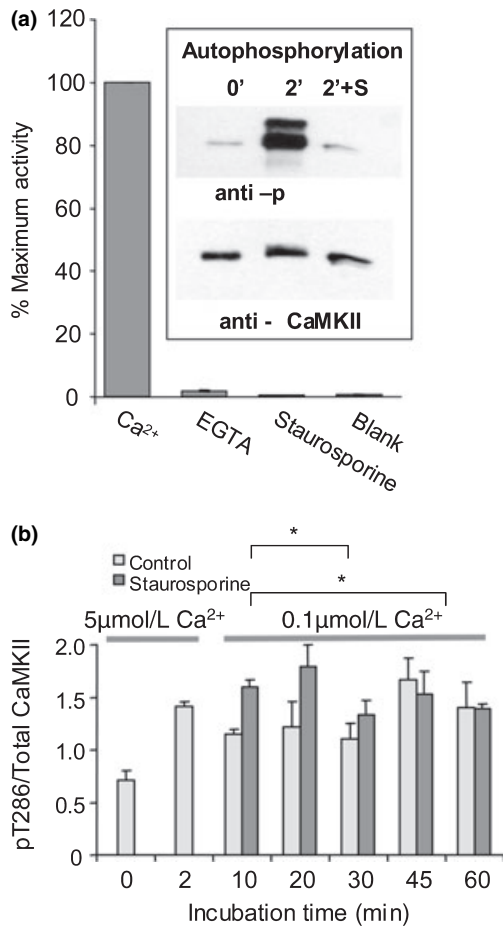 (a)
120
100
80
60
40
20
0
% Maximum activity
Autophosphorylation
0' 2' 2'+S
anti –p
anti - CaMKII
Ca²⁺ EGTA Staurosporine Blank
(b)
*
*
Control
Staurosporine
5μmol/L Ca²⁺ 0.1μmol/L Ca²⁺
2.0
1.5
1.0
0.5
0
pT286/Total CaMKII
0 2 10 20 30 45 60
Incubation time (min)